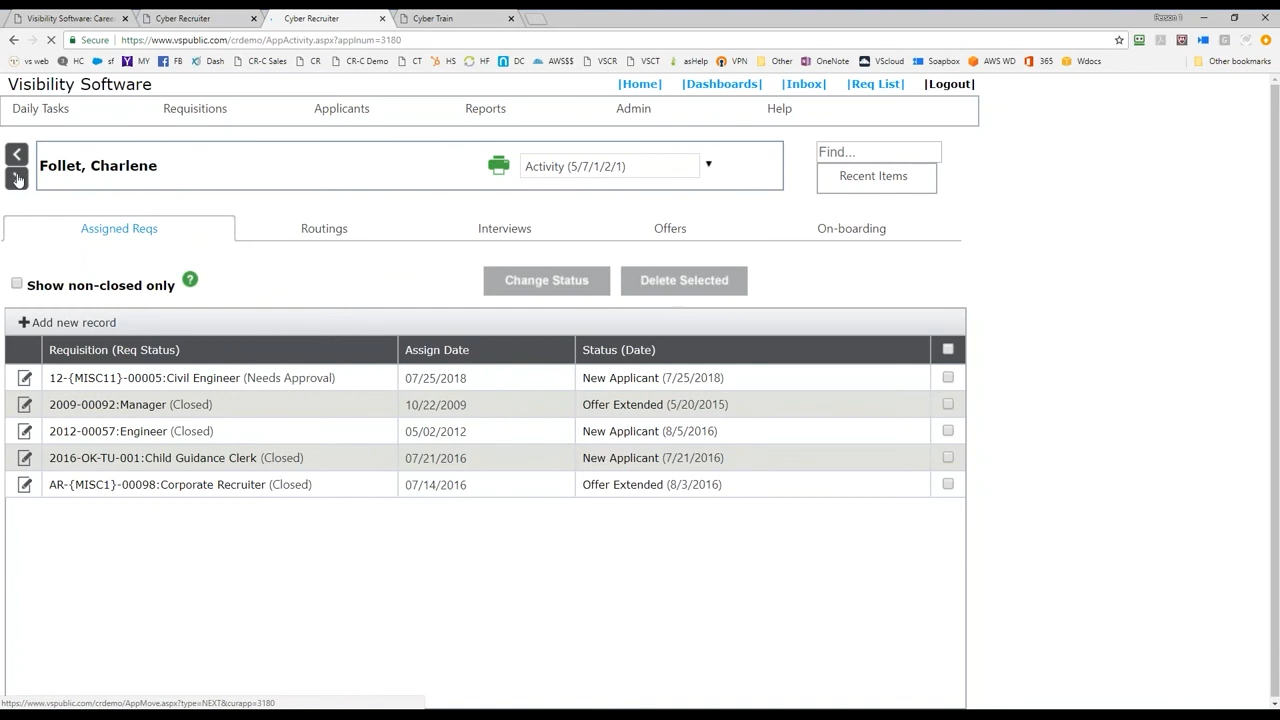 Visibility Software: Caree
Cyber Recruiter
Cyber Recruiter
Cyber Train
Person 1
Secure https://www.vspublic.com/crdemo/AppActivity.aspx?applnum=3180
vs web HC sf MY FB Dash CR-C Sales CR CR-C Demo CT HS HF DC AWS$$ VSCR VSCT asHelp VPN Other OneNote VScloud Soapbox AWS WD 365 Wdocs Other bookmarks
Visibility Software
|Home| |Dashboards| |Inbox| |Req List| |Logout|
Daily Tasks Requisitions Applicants Reports Admin Help
Follet, Charlene
Activity (5/7/1/2/1)
Find...
Recent Items
Assigned Reqs Routings Interviews Offers On-boarding
Show non-closed only ?
Change Status Delete Selected
+Add new record
Requisition (Req Status) Assign Date Status (Date)
12-{MISC11}-00005:Civil Engineer (Needs Approval) 07/25/2018 New Applicant (7/25/2018)
2009-00092:Manager (Closed) 10/22/2009 Offer Extended (5/20/2015)
2012-00057:Engineer (Closed) 05/02/2012 New Applicant (8/5/2016)
2016-OK-TU-001:Child Guidance Clerk (Closed) 07/21/2016 New Applicant (7/21/2016)
AR-{MISC1}-00098:Corporate Recruiter (Closed) 07/14/2016 Offer Extended (8/3/2016)
https://www.vspublic.com/crdemo/AppMove.aspx?type=NEXT&curapp=3180